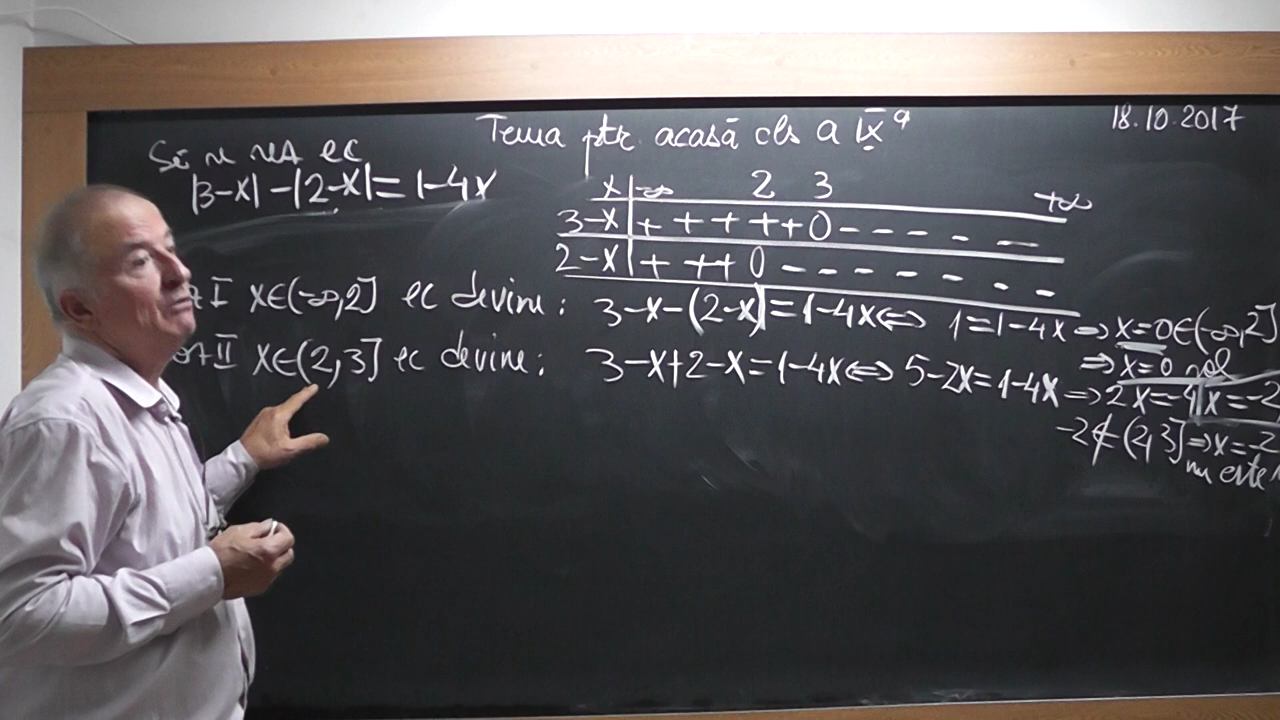 Tema ptr. acasă cls a IX a
18.10.2017
Să se rez ec
|3-x| - |2-x| = 1-4x
x | -∞ 2 3 +∞
3-x | + + + + + 0 - - - - -
2-x | + + + 0 - - - - - - -
I x∈(-∞,2] ec devine: 3-x-(2-x)=1-4x ⇔ 1=1-4x ⇒ x=0∈(-∞,2]
⇒ x=0 sol
II x∈(2,3] ec devine: 3-x+2-x=1-4x ⇔ 5-2x=1-4x ⇒ 2x=-4 | x=-2
-2∉(2,3] ⇒ x=-2
nu este